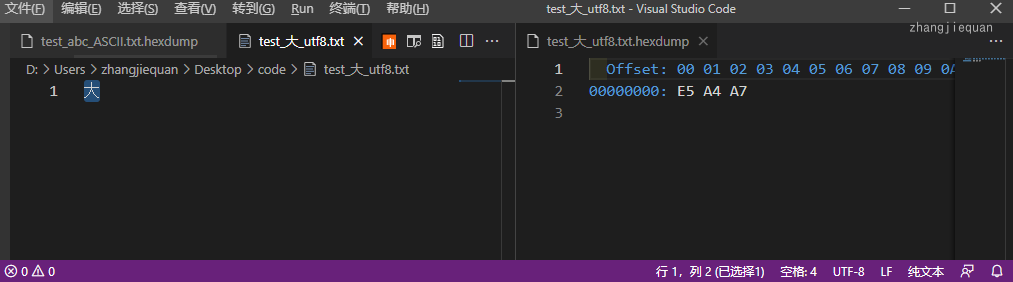 文件(F) 编辑(E) 选择(S) 查看(V) 转到(G) Run 终端(T) 帮助(H) test_大_utf8.txt - Visual Studio Code
zhangjiequan
test_abc_ASCII.txt.hexdump test_大_utf8.txt test_大_utf8.txt.hexdump
D: > Users > zhangjiequan > Desktop > code > test_大_utf8.txt
1 大
1 Offset: 00 01 02 03 04 05 06 07 08 09 0A
2 00000000: E5 A4 A7
3
0 0 行 1，列 2 (已选择1) 空格: 4 UTF-8 LF 纯文本